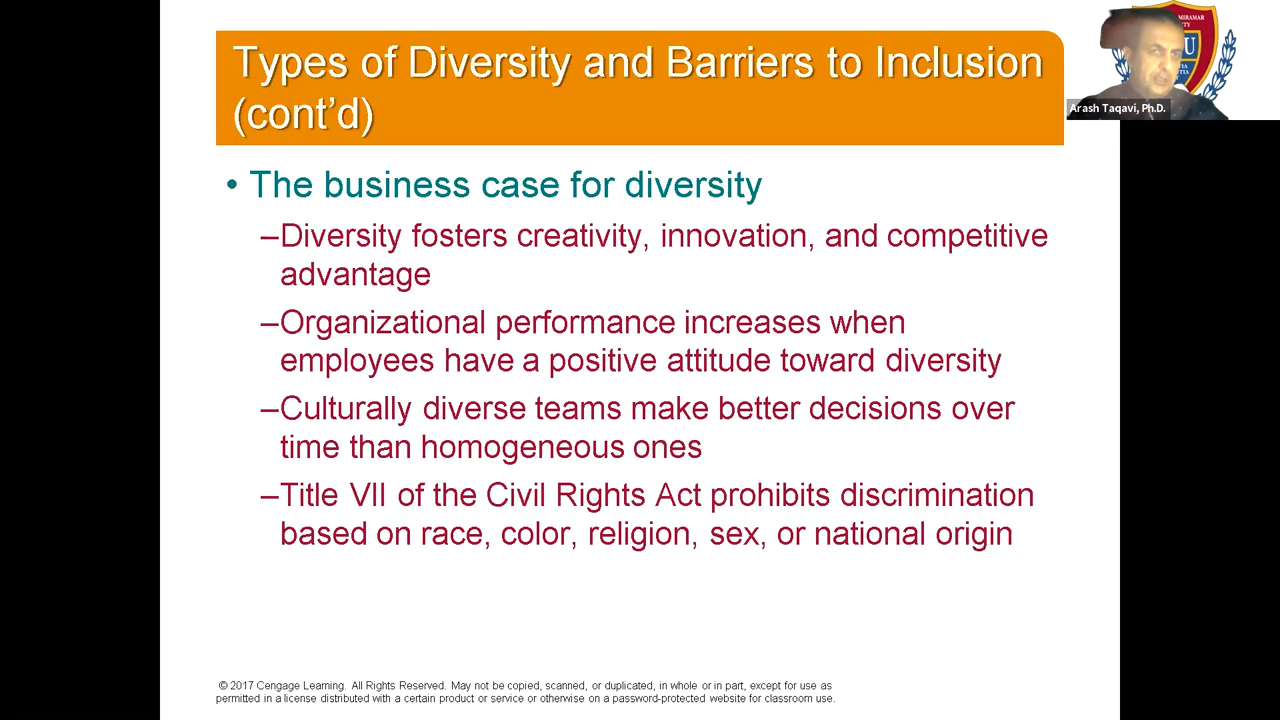 Types of Diversity and Barriers to Inclusion
(cont'd)
MIRAMAR
Arash Taqavi, Ph.D.
• The business case for diversity
–Diversity fosters creativity, innovation, and competitive
advantage
–Organizational performance increases when
employees have a positive attitude toward diversity
–Culturally diverse teams make better decisions over
time than homogeneous ones
–Title VII of the Civil Rights Act prohibits discrimination
based on race, color, religion, sex, or national origin
© 2017 Cengage Learning. All Rights Reserved. May not be copied, scanned, or duplicated, in whole or in part, except for use as
permitted in a license distributed with a certain product or service or otherwise on a password-protected website for classroom use.